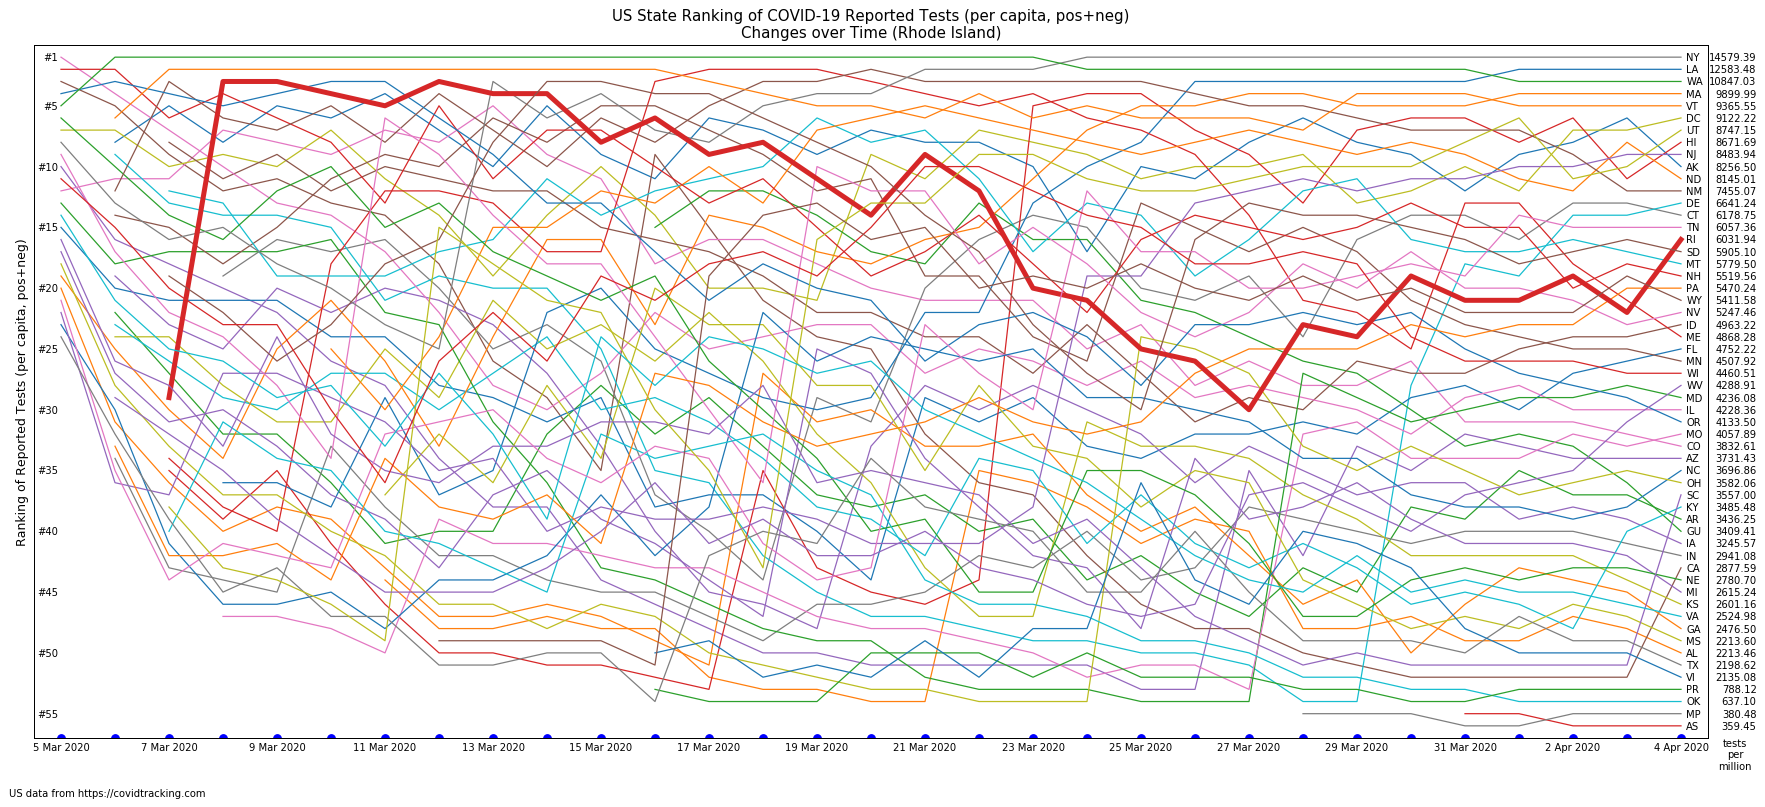 US State Ranking of COVID-19 Reported Tests (per capita, pos+neg)
Changes over Time (Rhode Island)
Ranking of Reported Tests (per capita, pos+neg)
#1
#5
#10
#15
#20
#25
#30
#35
#40
#45
#50
#55
NY 14579.39
LA 12583.48
WA 10847.03
MA 9899.99
VT 9365.55
DC 9122.22
UT 8747.15
HI 8671.69
NJ 8483.94
AK 8256.50
ND 8145.01
NM 7455.07
DE 6641.24
CT 6178.75
TN 6057.36
RI 6031.94
SD 5905.10
MT 5779.50
NH 5519.56
PA 5470.24
WY 5411.58
NV 5247.46
ID 4963.22
ME 4868.28
FL 4752.22
MN 4507.92
WI 4460.51
WV 4288.91
MD 4236.08
IL 4228.36
OR 4133.50
MO 4057.89
CO 3832.61
AZ 3731.43
NC 3696.86
OH 3582.06
SC 3557.00
KY 3485.48
AR 3436.25
GU 3409.41
IA 3245.57
IN 2941.08
CA 2877.59
NE 2780.70
MI 2615.24
KS 2601.16
VA 2524.98
GA 2476.50
MS 2213.60
AL 2213.46
TX 2198.62
VI 2135.08
PR 788.12
OK 637.10
MP 380.48
AS 359.45
5 Mar 2020 7 Mar 2020 9 Mar 2020 11 Mar 2020 13 Mar 2020 15 Mar 2020 17 Mar 2020 19 Mar 2020 21 Mar 2020 23 Mar 2020 25 Mar 2020 27 Mar 2020 29 Mar 2020 31 Mar 2020 2 Apr 2020 4 Apr 2020
tests
per
million
US data from https://covidtracking.com